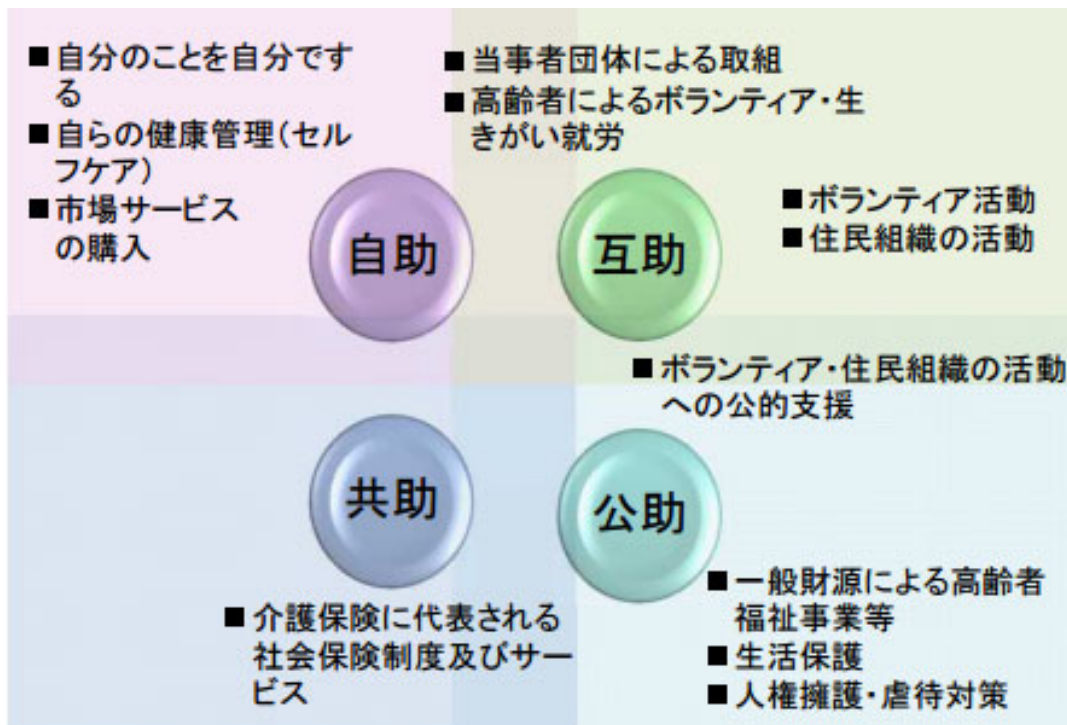 ■ 自分のことを自分です
る
■ 自らの健康管理(セル
フケア)
■ 市場サービス
の購入
■ 当事者団体による取組
■ 高齢者によるボランティア・生
きがい就労
■ ボランティア活動
■ 住民組織の活動
自助
互助
■ ボランティア・住民組織の活動
への公的支援
共助
公助
■ 介護保険に代表される
社会保険制度及びサー
ビス
■ 一般財源による高齢者
福祉事業等
■ 生活保護
■ 人権擁護・虐待対策